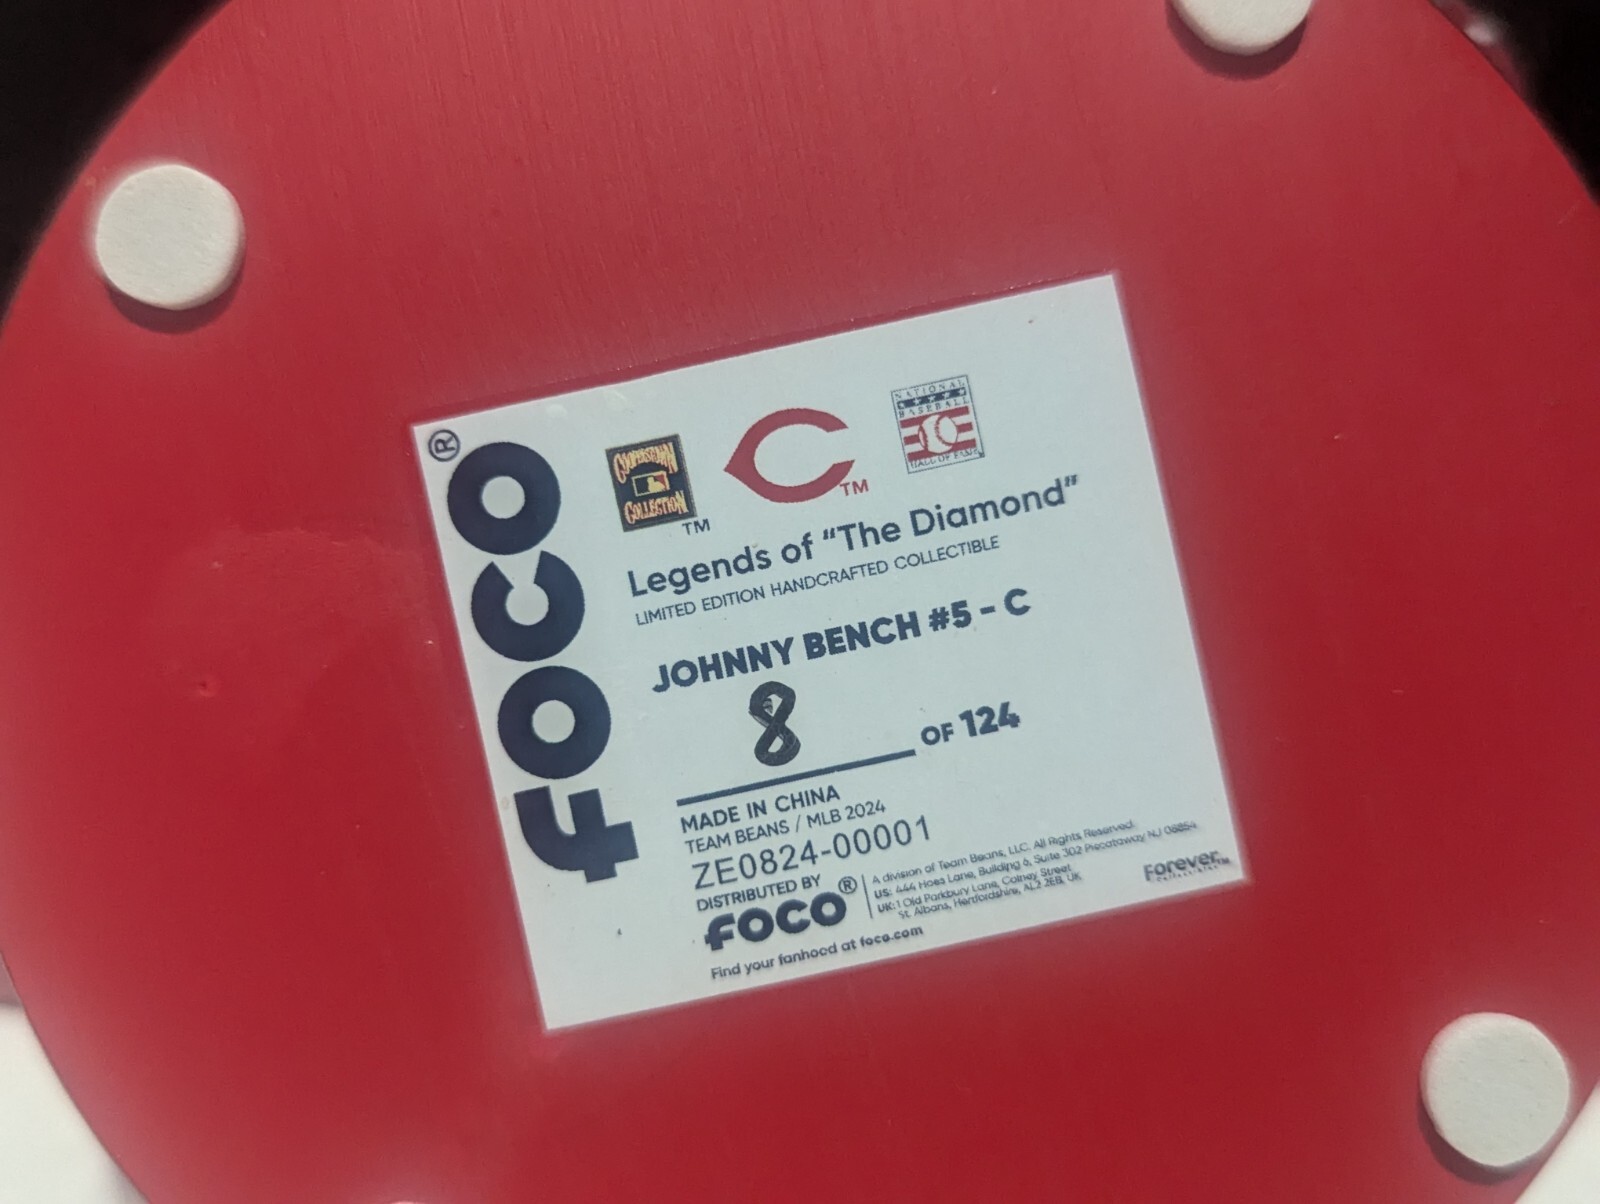 FOCO®
COOPERSTOWN
COLLECTION
TM
C TM
NATIONAL
BASEBALL
HALL OF FAME
Legends of “The Diamond”
LIMITED EDITION HANDCRAFTED COLLECTIBLE
JOHNNY BENCH #5 - C
8 OF 124
MADE IN CHINA
TEAM BEANS / MLB 2024
ZE0824-00001
DISTRIBUTED BY
FOCO®
A division of Team Beans, LLC. All Rights Reserved.
US: 444 Hoes Lane, Building 6, Suite 302 Piscataway NJ 08854
UK: 1 Old Parkbury Lane, Colney Street
St. Albans, Hertfordshire, AL2 2EB, UK
Forever
Collectibles TM
Find your fanhood at foco.com